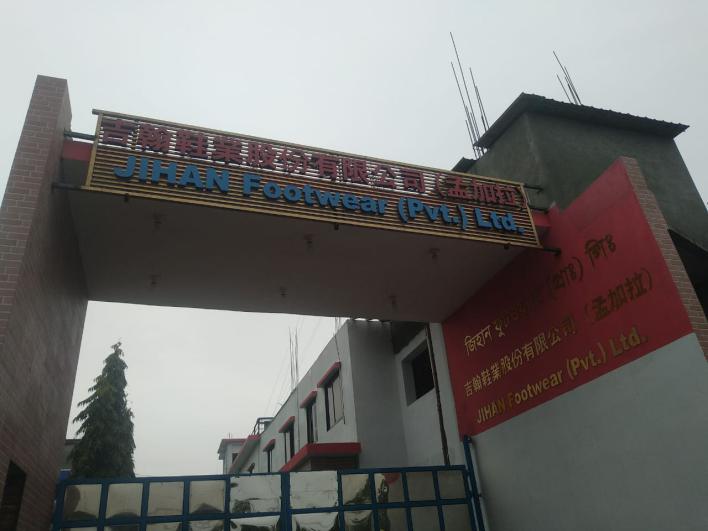 吉翰鞋業股份有限公司（孟加拉）
JIHAN Footwear (Pvt.) Ltd.
জিহান ফুটওয়্যার (প্রাঃ) লিঃ
吉翰鞋業股份有限公司（孟加拉）
JIHAN Footwear (Pvt.) Ltd.